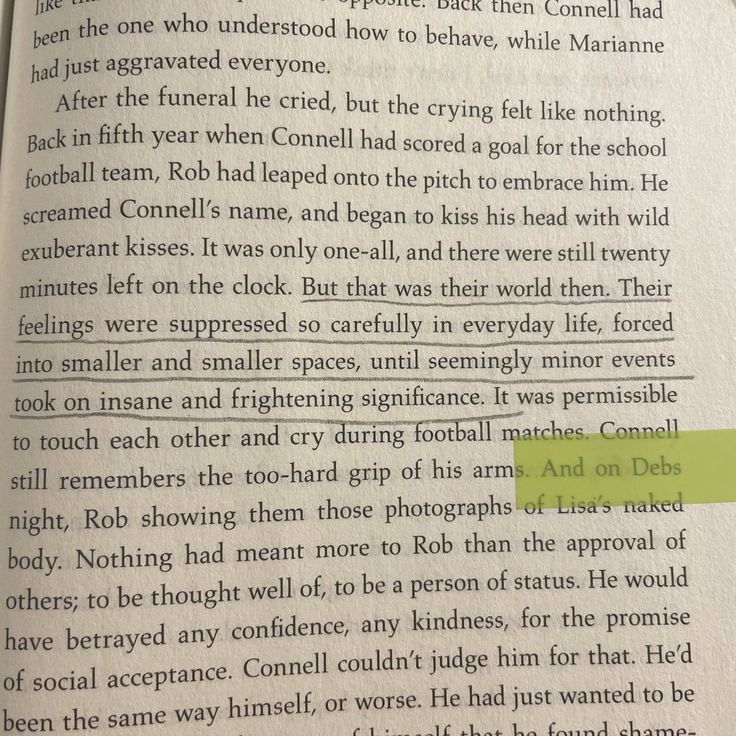 Back then Connell had
been the one who understood how to behave, while Marianne
had just aggravated everyone.
After the funeral he cried, but the crying felt like nothing.
Back in fifth year when Connell had scored a goal for the school
football team, Rob had leaped onto the pitch to embrace him. He
screamed Connell's name, and began to kiss his head with wild
exuberant kisses. It was only one-all, and there were still twenty
minutes left on the clock. But that was their world then. Their
feelings were suppressed so carefully in everyday life, forced
into smaller and smaller spaces, until seemingly minor events
took on insane and frightening significance. It was permissible
to touch each other and cry during football matches. Connell
still remembers the too-hard grip of his arms. And on Debs
night, Rob showing them those photographs of Lisa's naked
body. Nothing had meant more to Rob than the approval of
others; to be thought well of, to be a person of status. He would
have betrayed any confidence, any kindness, for the promise
of social acceptance. Connell couldn't judge him for that. He'd
been the same way himself, or worse. He had just wanted to be
that he found shame-